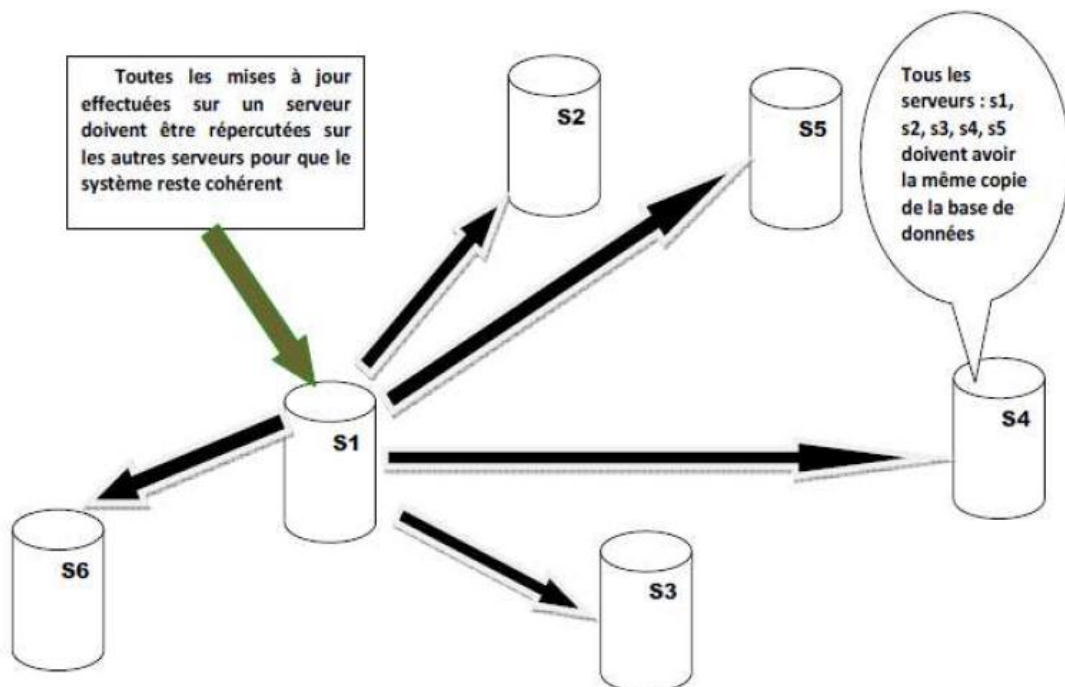 Toutes les mises à jour
effectuées sur un serveur
doivent être répercutées sur
les autres serveurs pour que le
système reste cohérent
S2
S5
Tous les
serveurs : s1,
s2, s3, s4, s5
doivent avoir
la même copie
de la base de
données
S1
S4
S6
S3